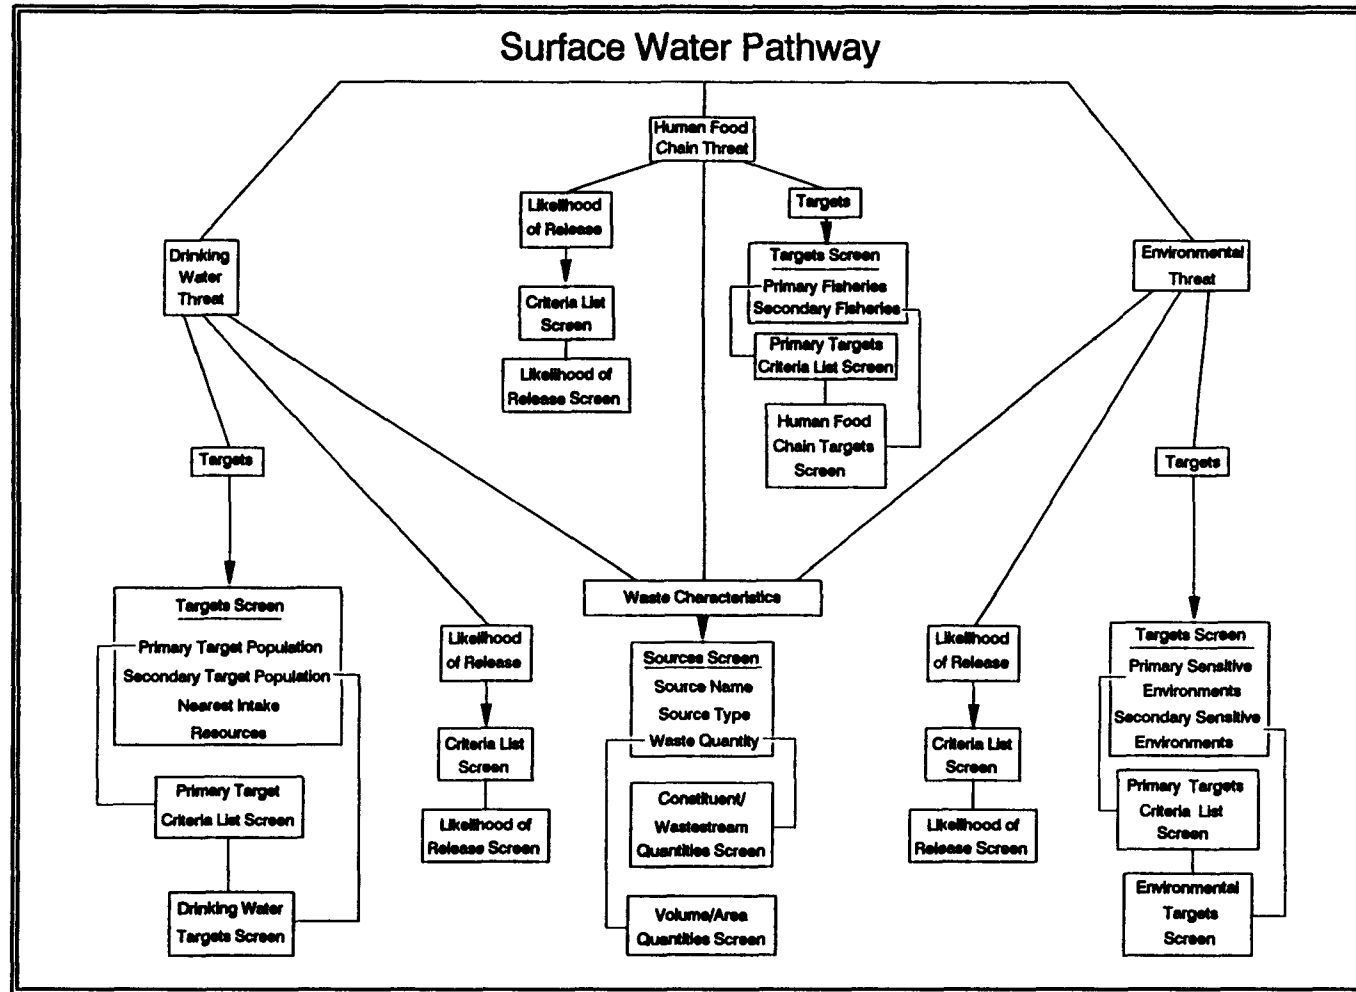 Surface Water Pathway
Human Food
Chain Threat
Likelihood
of Release
Criteria List
Screen
Likelihood of
Release Screen
Targets
Targets Screen
Primary Fisheries
Secondary Fisheries
Primary Targets
Criteria List Screen
Human Food
Chain Targets
Screen
Drinking
Water
Threat
Targets
Targets Screen
Primary Target Population
Secondary Target Population
Nearest Intake
Resources
Primary Target
Criteria List Screen
Drinking Water
Targets Screen
Likelihood
of Release
Criteria List
Screen
Likelihood of
Release Screen
Waste Characteristics
Sources Screen
Source Name
Source Type
Waste Quantity
Constituent/
Wastestream
Quantities Screen
Volume/Area
Quantities Screen
Environmental
Threat
Likelihood
of Release
Criteria List
Screen
Likelihood of
Release Screen
Targets
Targets Screen
Primary Sensitive
Environments
Secondary Sensitive
Environments
Primary Targets
Criteria List
Screen
Environmental
Targets
Screen